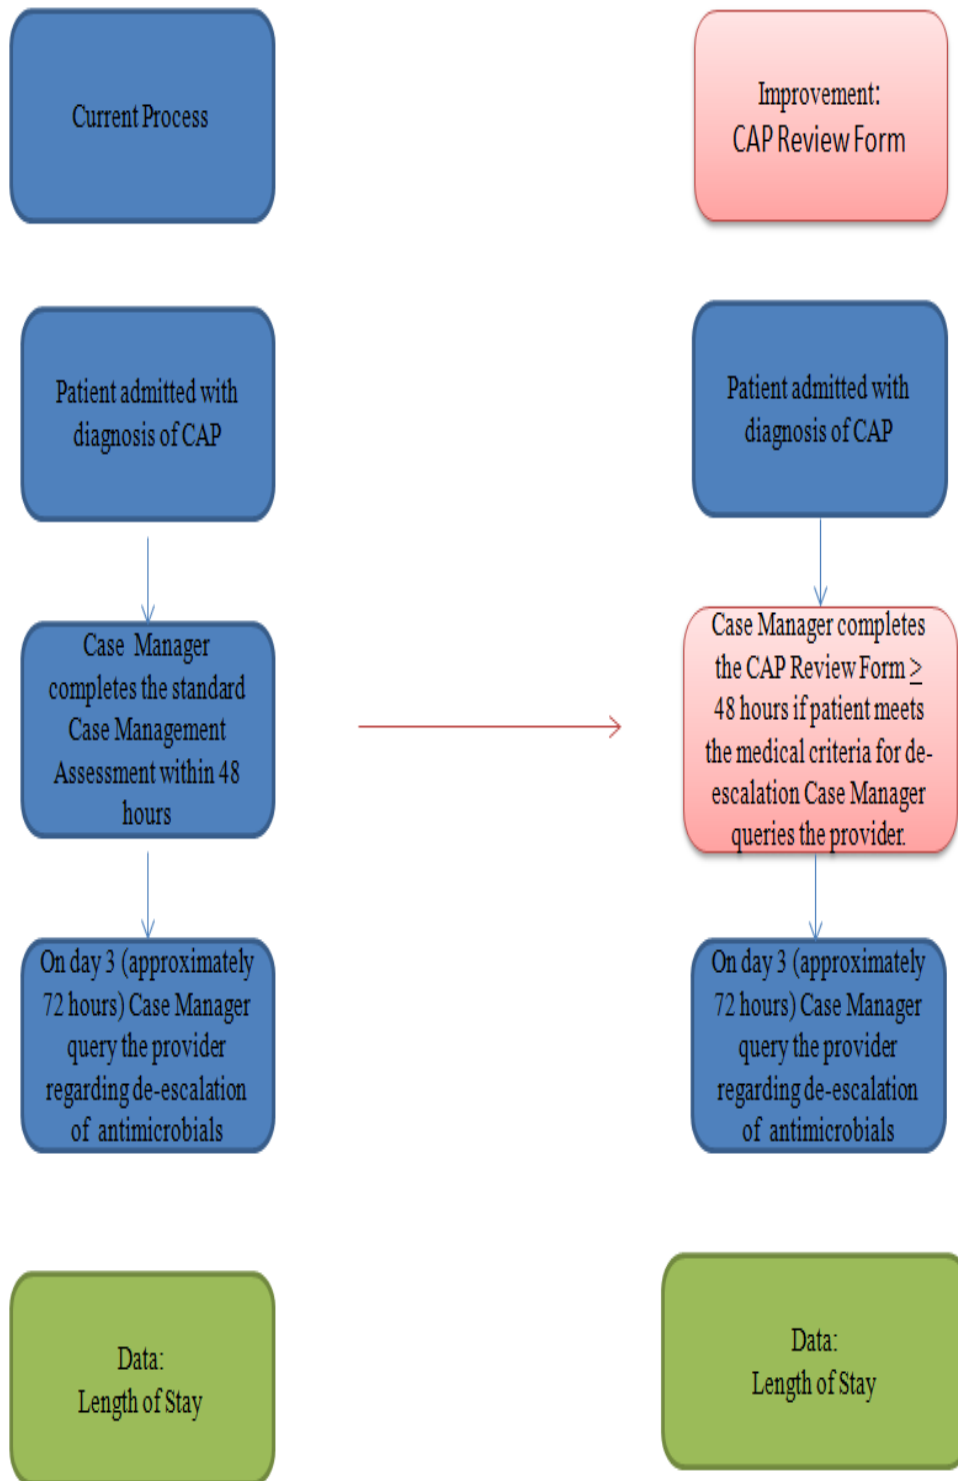 Current Process
Improvement:
CAP Review Form
Patient admitted with
diagnosis of CAP
Patient admitted with
diagnosis of CAP
Case Manager
completes the standard
Case Management
Assessment within 48
hours
Case Manager completes
the CAP Review Form ≥
48 hours if patient meets
the medical criteria for de-
escalation Case Manager
queries the provider.
On day 3 (approximately
72 hours) Case Manager
query the provider
regarding de-escalation
of antimicrobials
On day 3 (approximately
72 hours) Case Manager
query the provider
regarding de-escalation
of antimicrobials
Data:
Length of Stay
Data:
Length of Stay